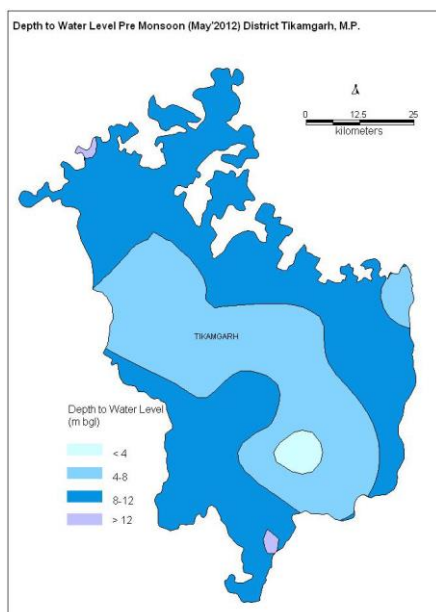 Depth to Water Level Pre Monsoon (May'2012) District Tikamgarh, M.P.
0 12.5 25
kilometers
TIKAMGARH
Depth to Water Level
(m bgl)
< 4
4-8
8-12
> 12